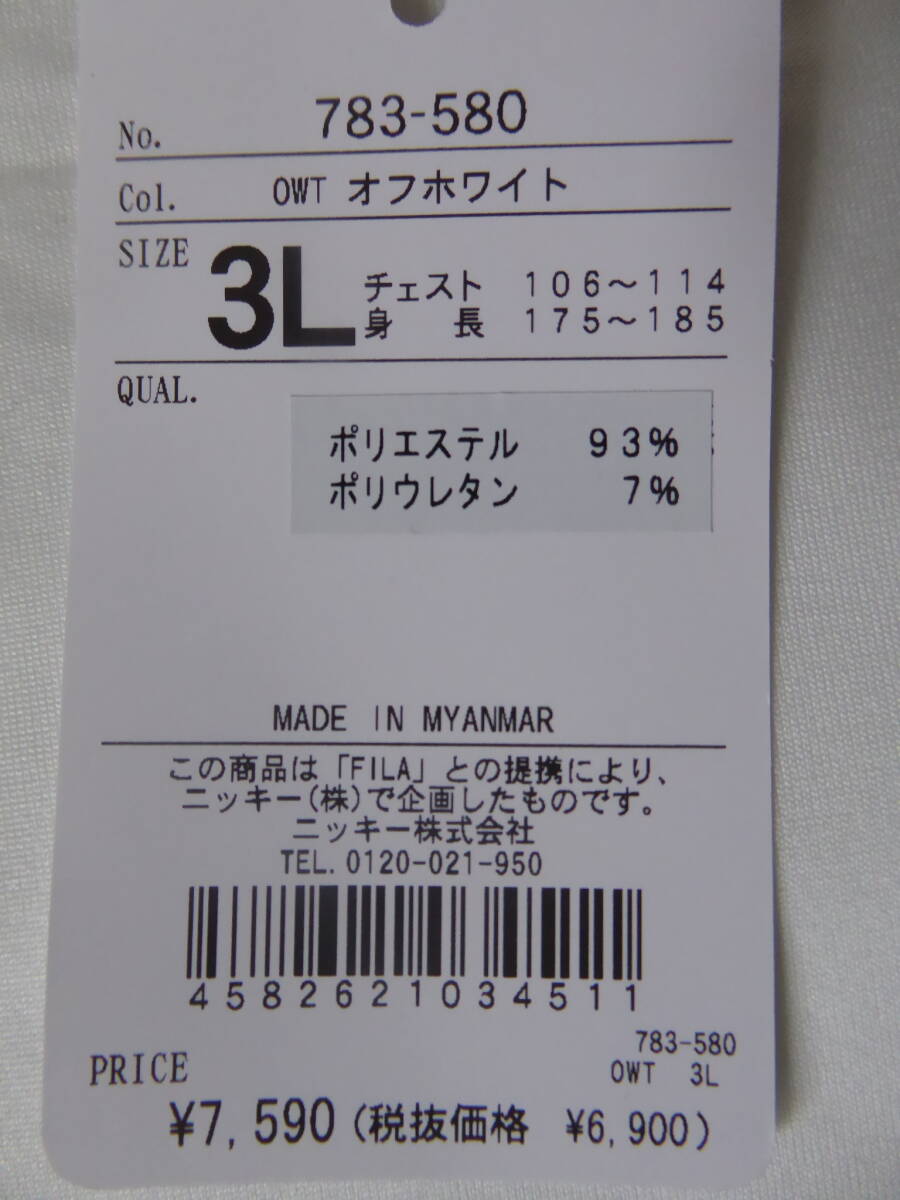 No. 783-580
Col. OWT オフホワイト
SIZE 3L チェスト 106～114
身 長 175～185
QUAL.
ポリエステル 93%
ポリウレタン 7%
MADE IN MYANMAR
この商品は「FILA」との提携により、
ニッキー(株)で企画したものです。
ニッキー株式会社
TEL. 0120-021-950
4582621034511
783-580
OWT 3L
PRICE
¥7,590 (税抜価格 ¥6,900)